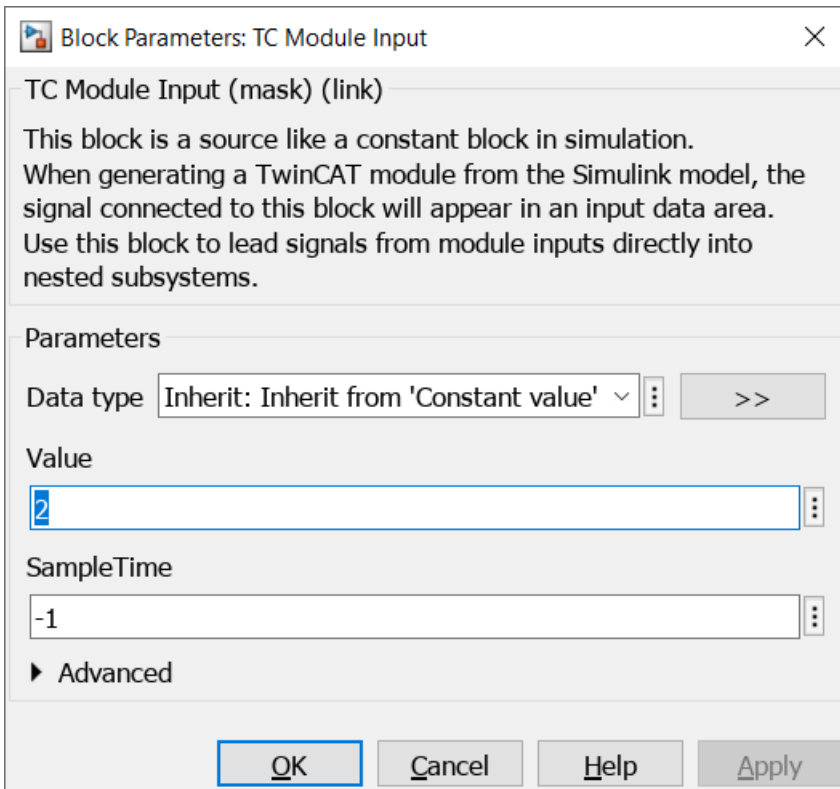 Block Parameters: TC Module Input
TC Module Input (mask) (link)
This block is a source like a constant block in simulation.
When generating a TwinCAT module from the Simulink model, the
signal connected to this block will appear in an input data area.
Use this block to lead signals from module inputs directly into
nested subsystems.
Parameters
Data type Inherit: Inherit from 'Constant value' >>
Value
2
SampleTime
-1
Advanced
OK Cancel Help Apply